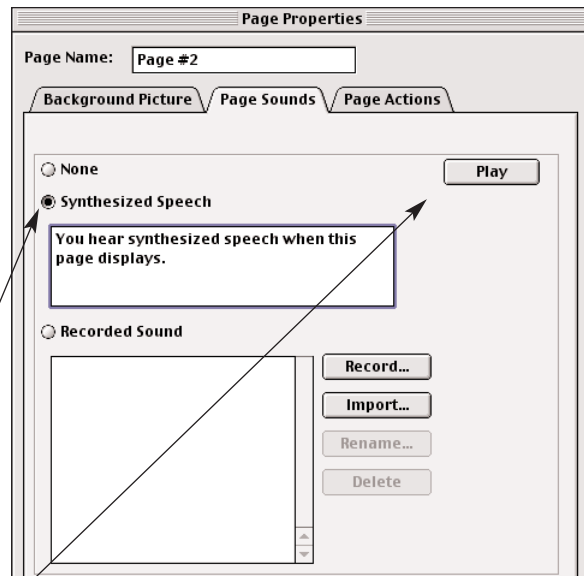 Page Properties
Page Name: Page #2
Background Picture Page Sounds Page Actions
None
Play
Synthesized Speech
You hear synthesized speech when this
page displays.
Recorded Sound
Record...
Import...
Rename...
Delete